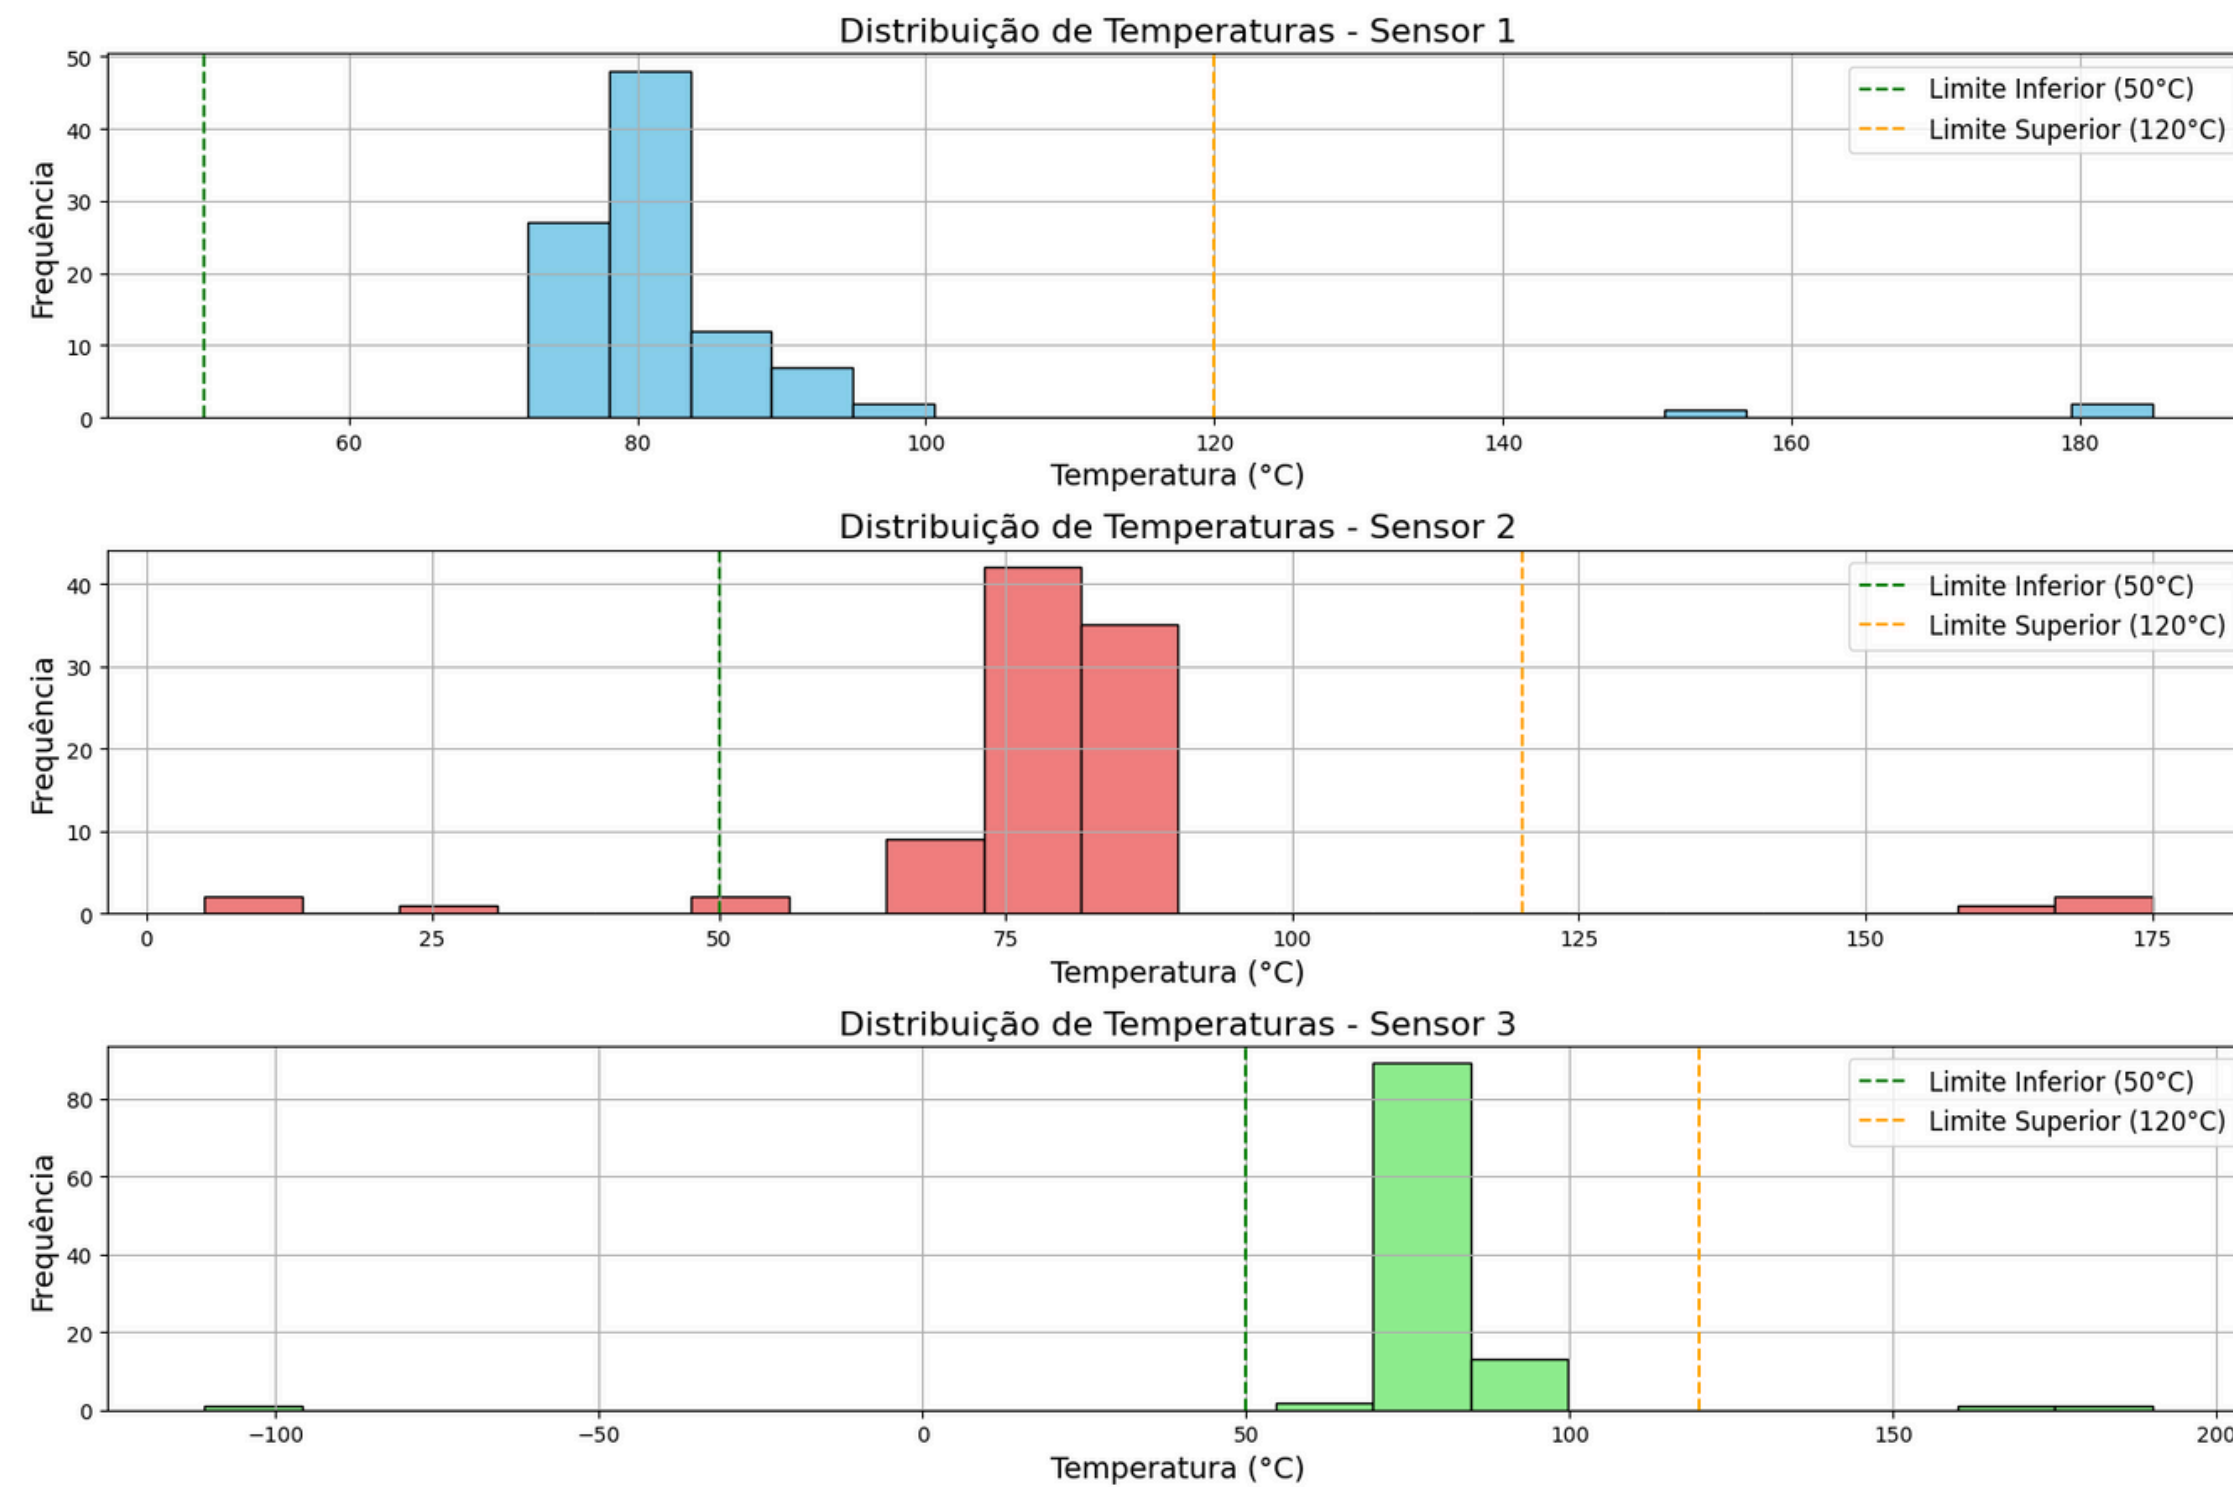 Distribuição de Temperaturas - Sensor 1
50
40
30
20
10
0
Frequência
Limite Inferior (50°C)
Limite Superior (120°C)
60 80 100 120 140 160 180
Temperatura (°C)
Distribuição de Temperaturas - Sensor 2
40
30
20
10
0
Frequência
Limite Inferior (50°C)
Limite Superior (120°C)
0 25 50 75 100 125 150 175
Temperatura (°C)
Distribuição de Temperaturas - Sensor 3
80
60
40
20
0
Frequência
Limite Inferior (50°C)
Limite Superior (120°C)
−100 −50 0 50 100 150 200
Temperatura (°C)